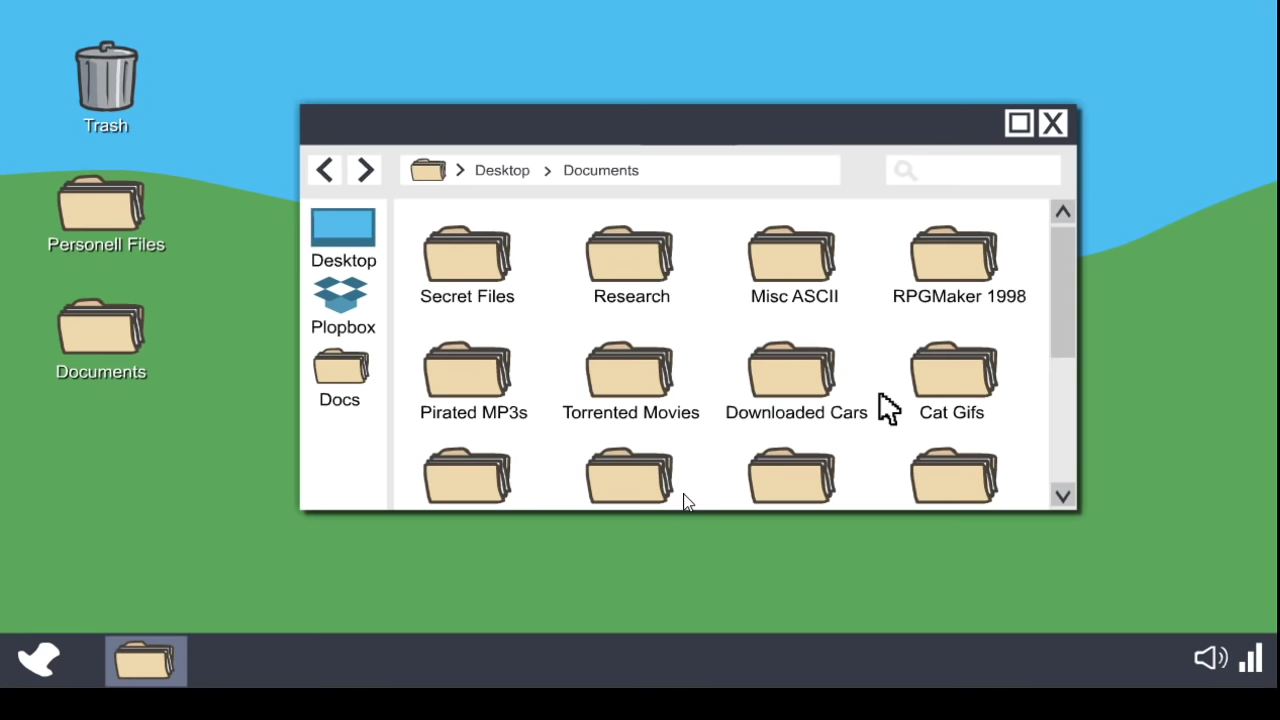 Trash
Personell Files
Documents
Desktop
Documents
Desktop
Plopbox
Docs
Secret Files
Research
Misc ASCII
RPGMaker 1998
Pirated MP3s
Torrented Movies
Downloaded Cars
Cat Gifs